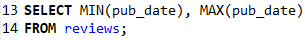 13 SELECT MIN(pub_date), MAX(pub_date)
14 FROM reviews;